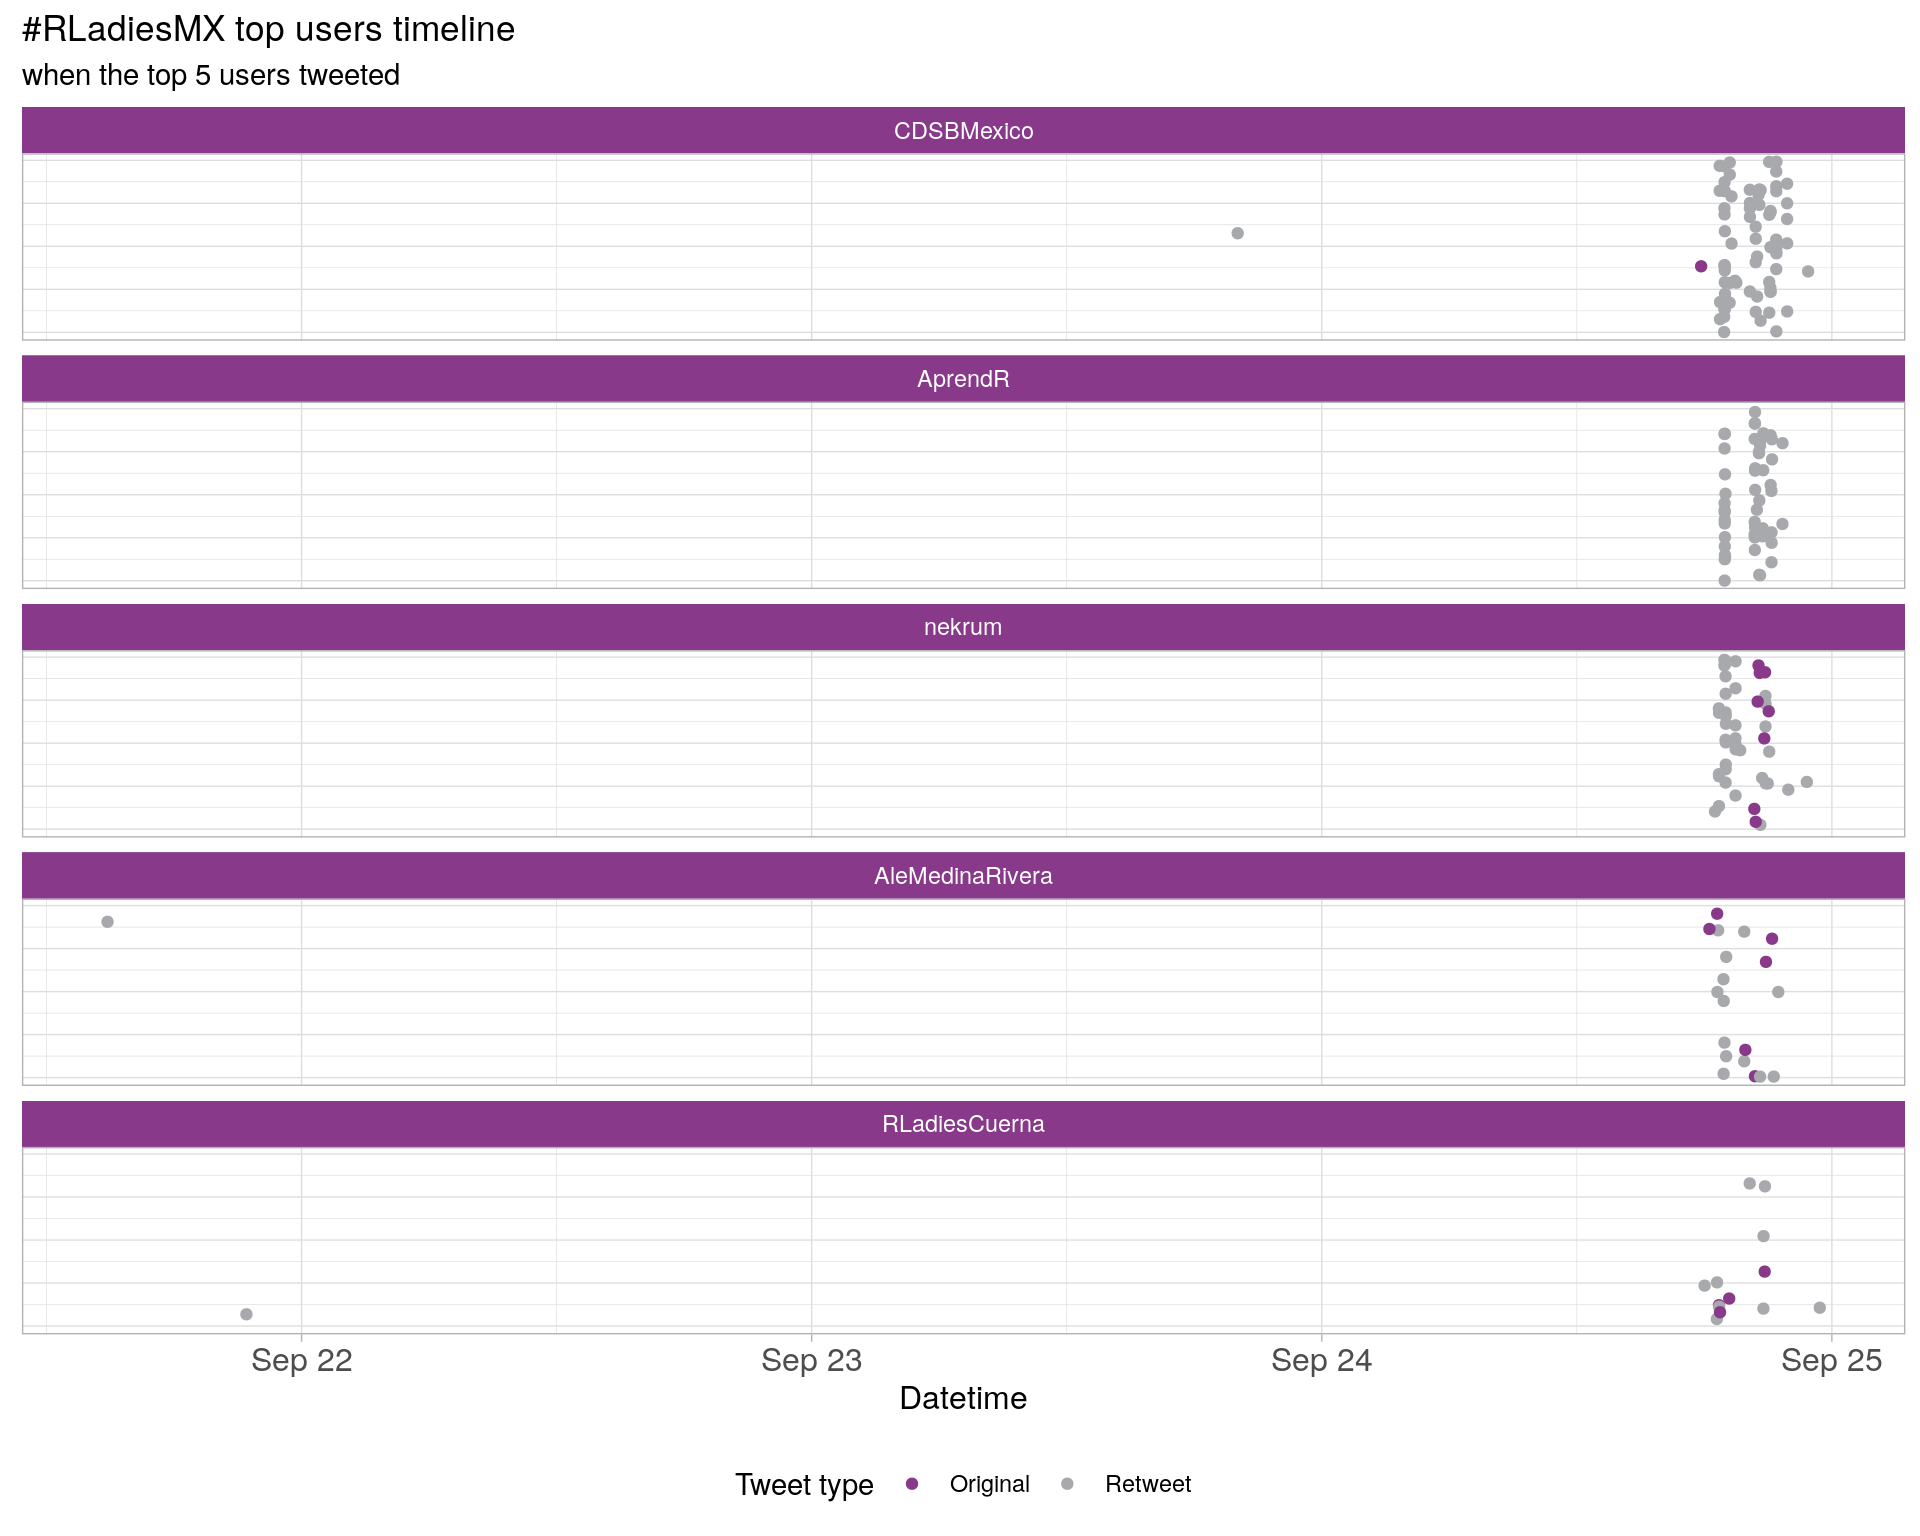 #RLadiesMX top users timeline
when the top 5 users tweeted
CDSBMexico
AprendR
nekrum
AleMedinaRivera
RLadiesCuerna
Sep 22 Sep 23 Sep 24 Sep 25
Datetime
Tweet type Original Retweet